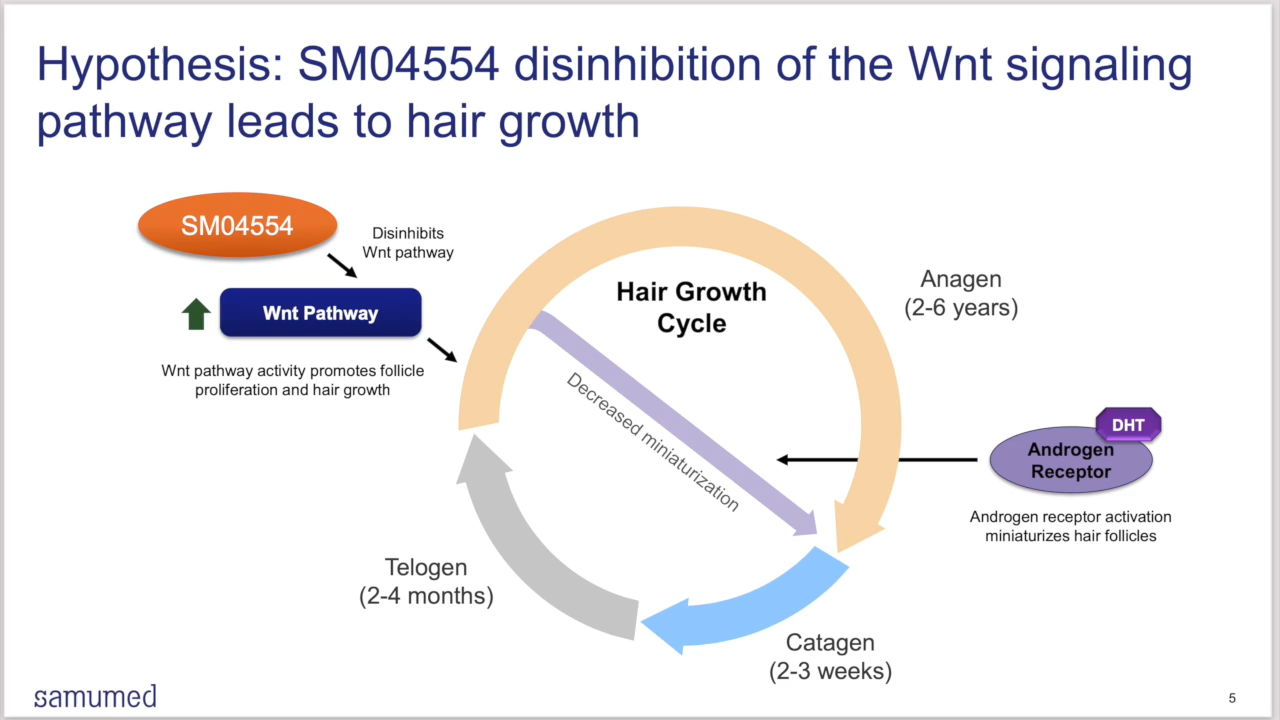 Hypothesis: SM04554 disinhibition of the Wnt signaling
pathway leads to hair growth
SM04554
Disinhibits
Wnt pathway
Wnt Pathway
Wnt pathway activity promotes follicle
proliferation and hair growth
Hair Growth
Cycle
Anagen
(2-6 years)
Decreased miniaturization
DHT
Androgen
Receptor
Androgen receptor activation
miniaturizes hair follicles
Telogen
(2-4 months)
Catagen
(2-3 weeks)
samumed
5